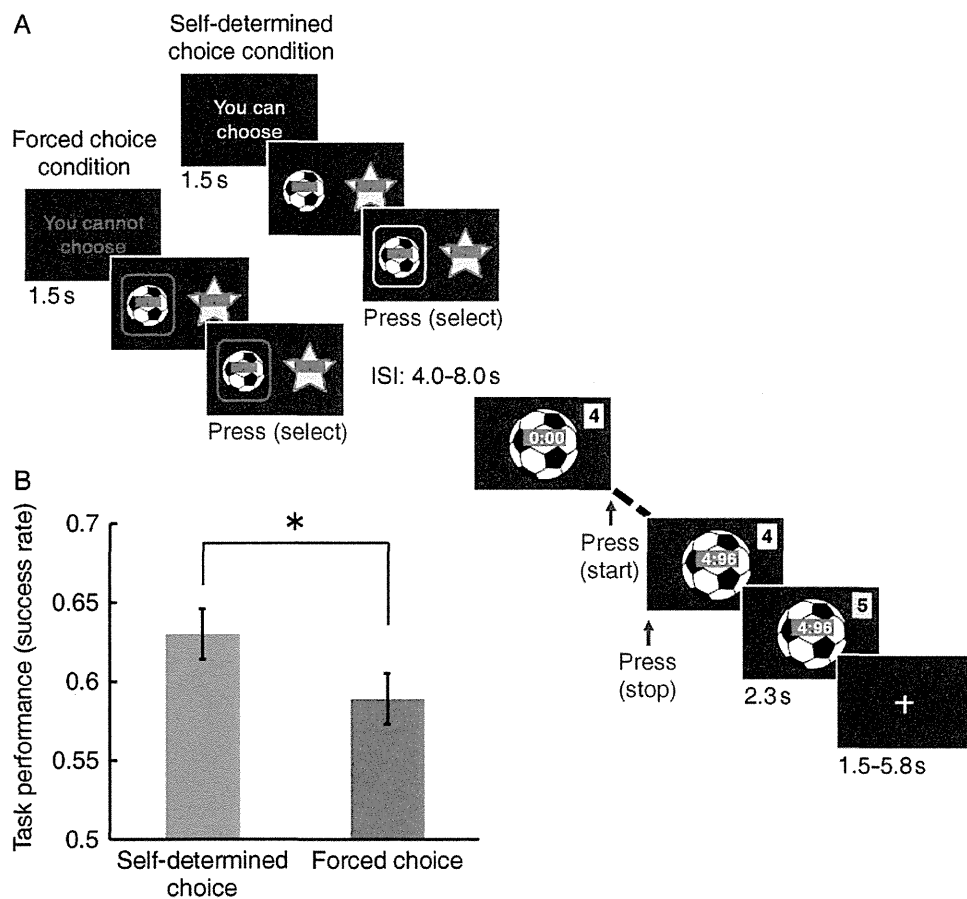 A
Self-determined
choice condition
You can
choose
1.5 s
Forced choice
condition
You cannot
choose
1.5 s
Press (select)
Press (select)
ISI: 4.0–8.0 s
0:00
4
Press
(start)
4:96
4
Press
(stop)
4:96
5
2.3 s
+
1.5–5.8 s
B
Task performance (success rate)
0.7
0.65
0.6
0.55
0.5
*
Self-determined
choice
Forced choice